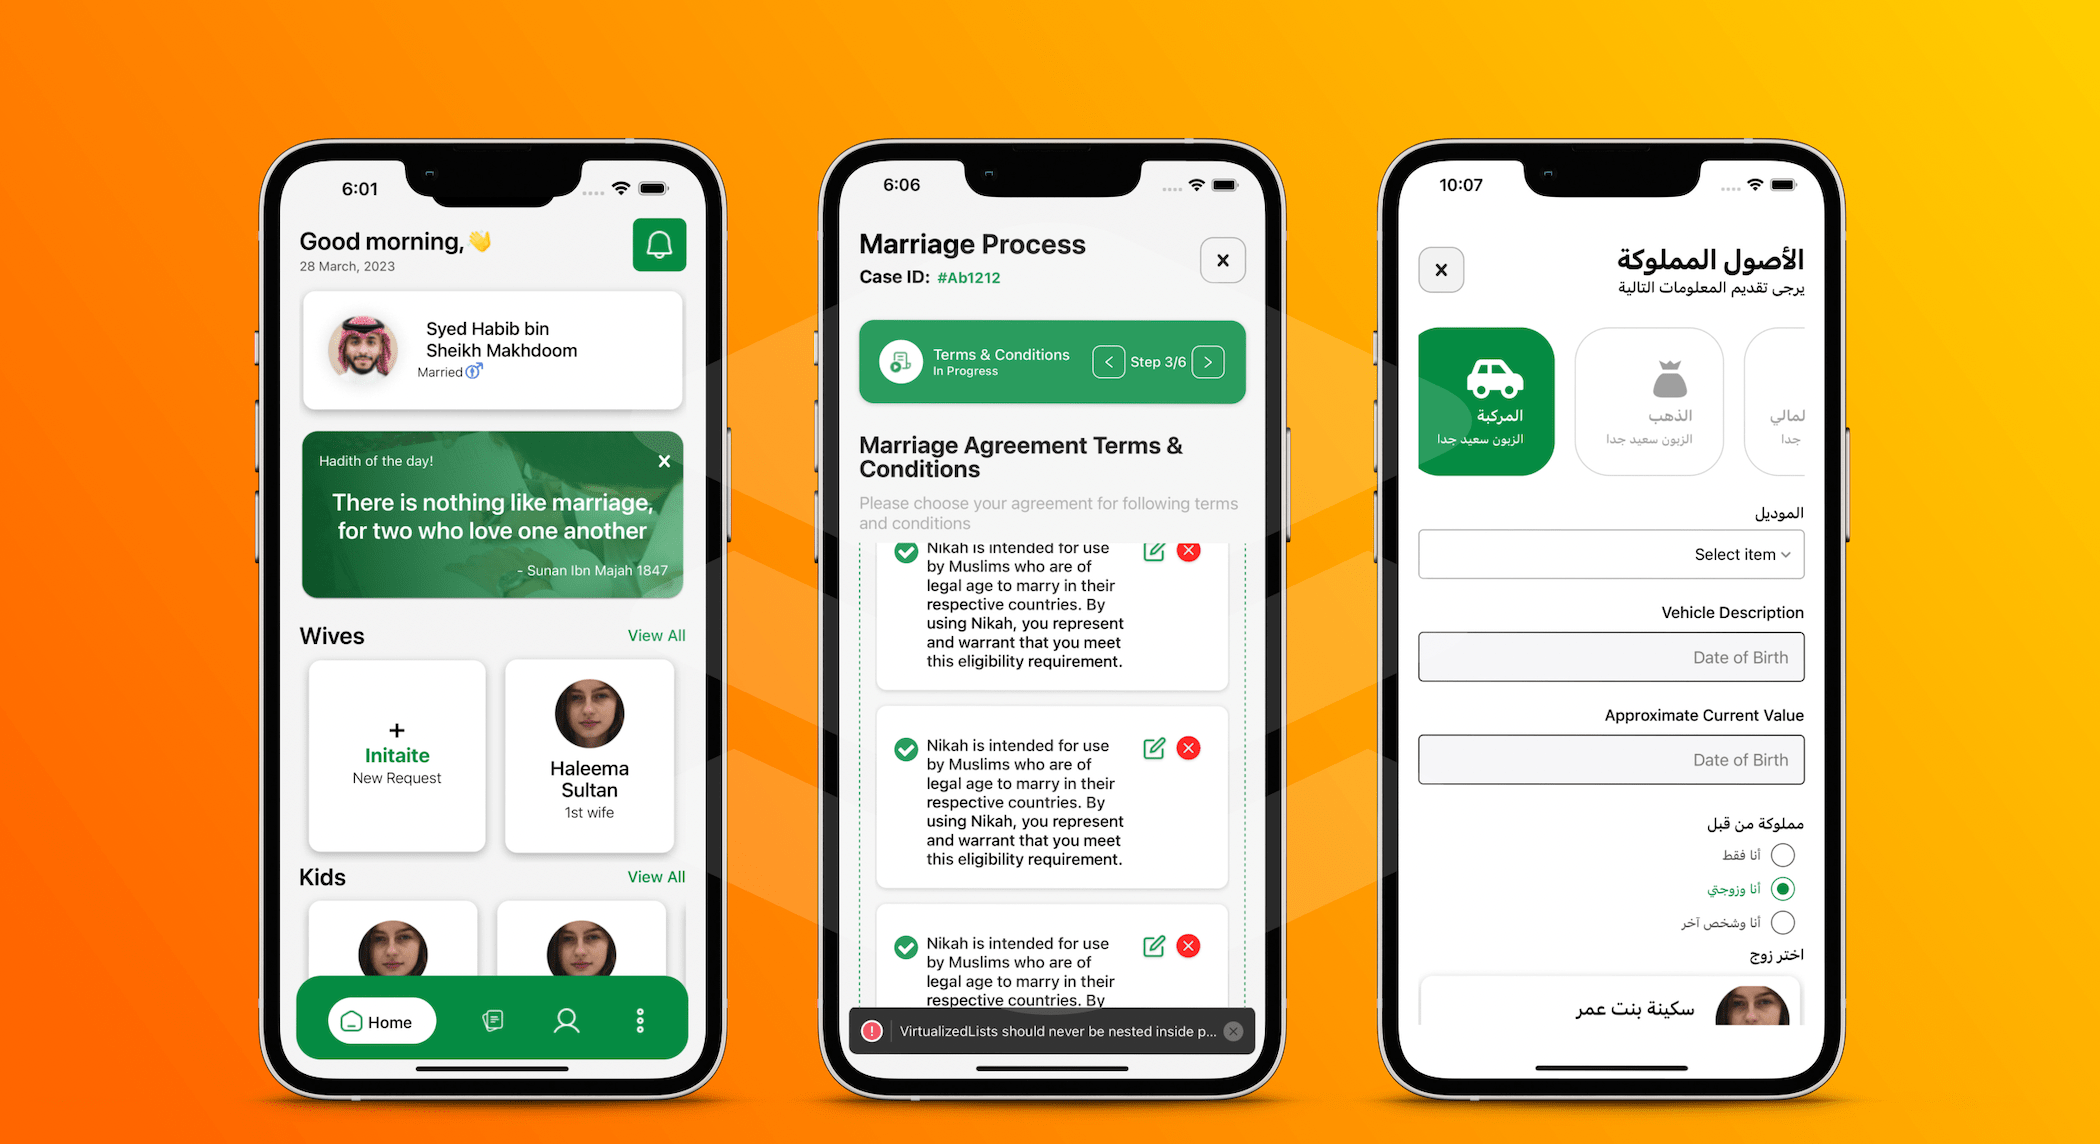 6:01
Good morning,👋
28 March, 2023
Syed Habib bin
Sheikh Makhdoom
Married
Hadith of the day!
There is nothing like marriage,
for two who love one another
- Sunan Ibn Majah 1847
Wives
View All
+
Initaite
New Request
Haleema
Sultan
1st wife
Kids
View All
Home
6:06
Marriage Process
Case ID: #Ab1212
Terms & Conditions
In Progress
< Step 3/6 >
Marriage Agreement Terms &
Conditions
Please choose your agreement for following terms
and conditions
Nikah is intended for use
by Muslims who are of
legal age to marry in their
respective countries. By
using Nikah, you represent
and warrant that you meet
this eligibility requirement.
Nikah is intended for use
by Muslims who are of
legal age to marry in their
respective countries. By
using Nikah, you represent
and warrant that you meet
this eligibility requirement.
Nikah is intended for use
by Muslims who are of
legal age to marry in their
respective countries. By
VirtualizedLists should never be nested inside p...
10:07
الأصول المملوكة
يرجى تقديم المعلومات التالية
المركبة
الزبون سعيد جدا
الذهب
الزبون سعيد جدا
لمالي
جدا
الموديل
Select item
Vehicle Description
Date of Birth
Approximate Current Value
Date of Birth
مملوكة من قبل
أنا فقط
أنا وزوجتي
أنا وشخص آخر
اختر زوج
سكينة بنت عمر